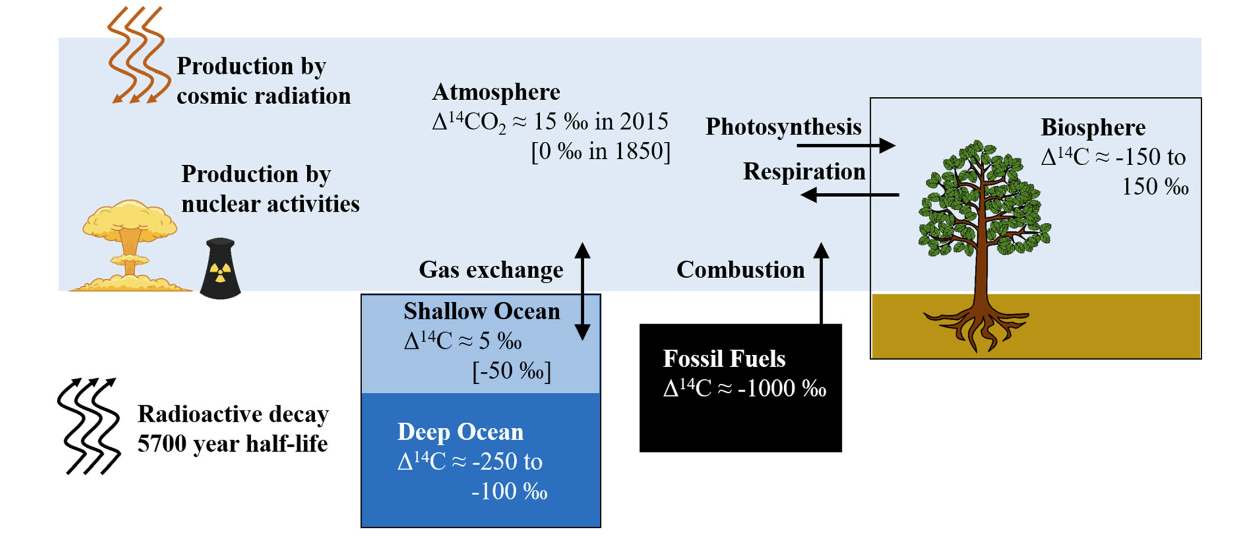 Production by
cosmic radiation
Atmosphere
Δ¹⁴CO₂ ≈ 15 ‰ in 2015
[0 ‰ in 1850]
Photosynthesis
Respiration
Biosphere
Δ¹⁴C ≈ -150 to
150 ‰
Production by
nuclear activities
Gas exchange
Combustion
Shallow Ocean
Δ¹⁴C ≈ 5 ‰
[-50 ‰]
Fossil Fuels
Δ¹⁴C ≈ -1000 ‰
Radioactive decay
5700 year half-life
Deep Ocean
Δ¹⁴C ≈ -250 to
-100 ‰